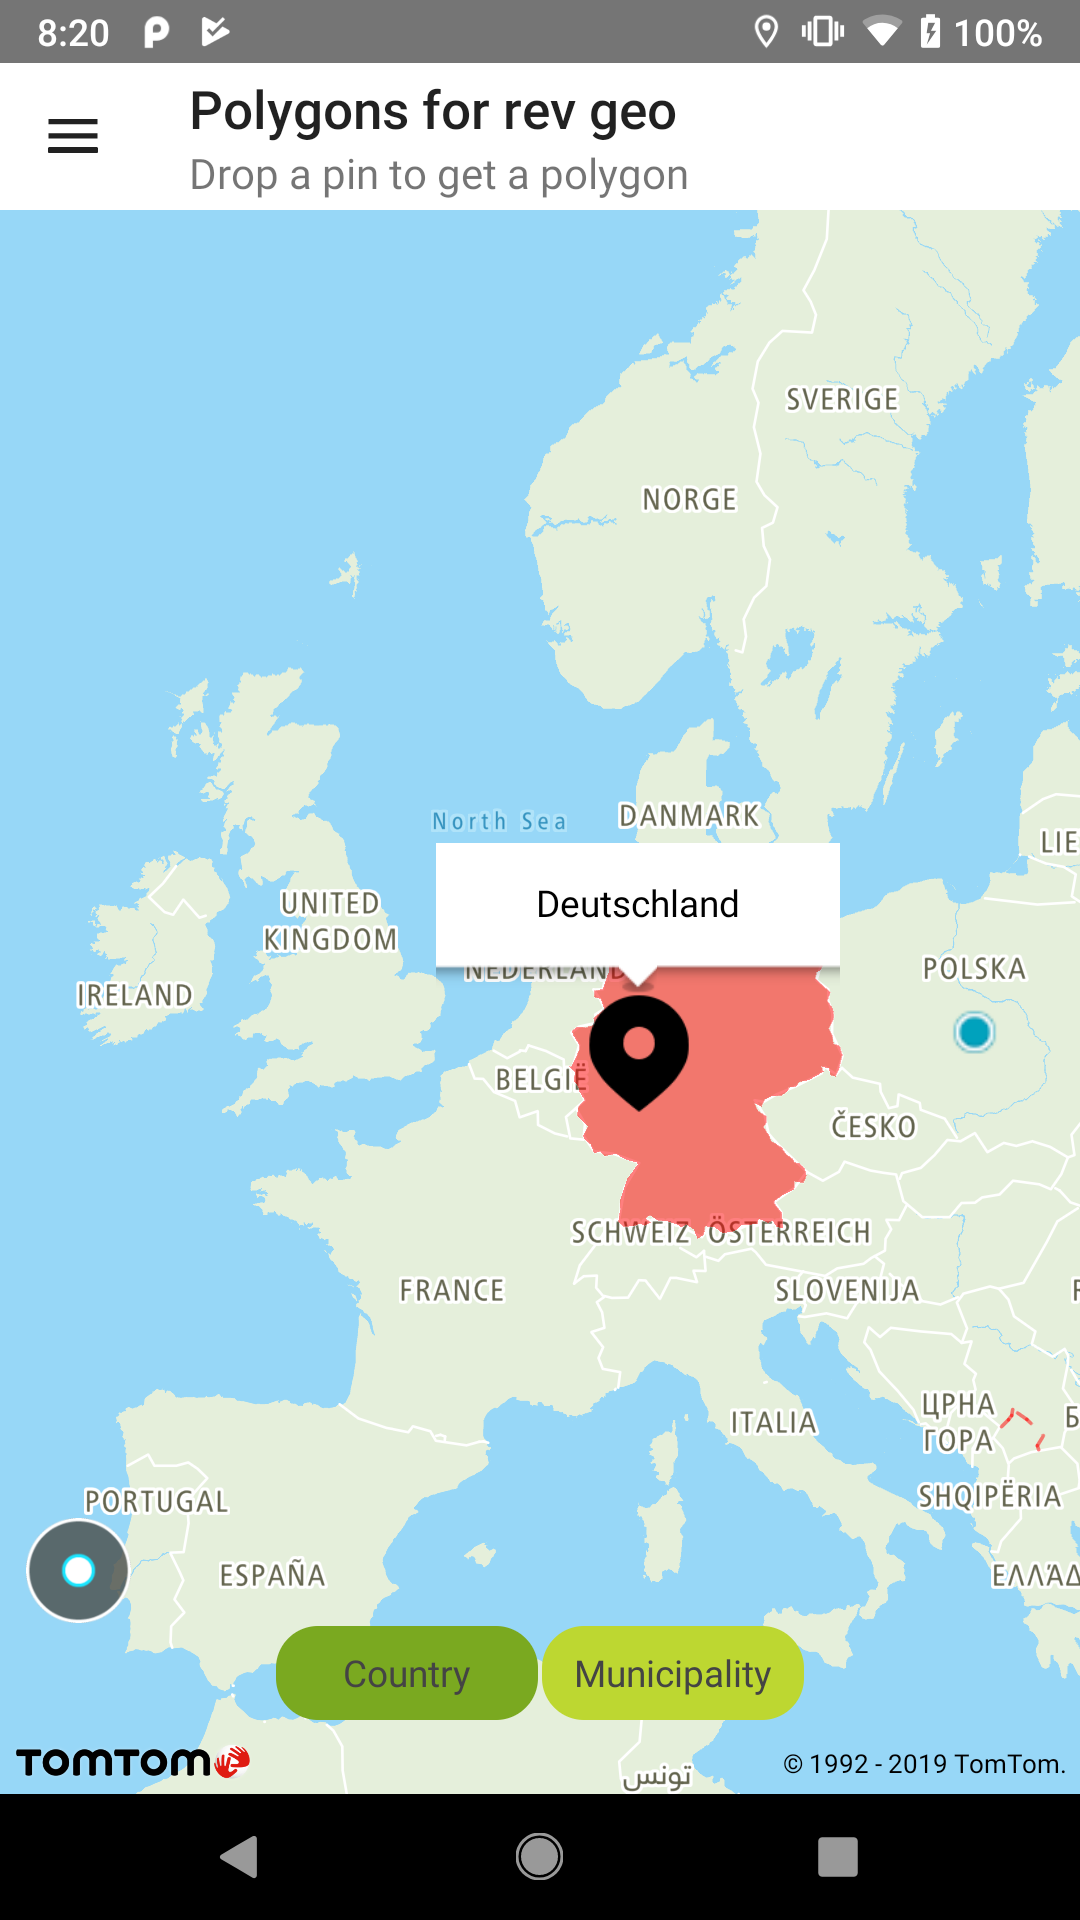 8:20
100%
Polygons for rev geo
Drop a pin to get a polygon
SVERIGE
NORGE
North Sea
DANMARK
LIE
UNITED
KINGDOM
Deutschland
NEDERLAND
POLSKA
IRELAND
BELGIË
ČESKO
SCHWEIZ
ÖSTERREICH
FRANCE
SLOVENIJA
ITALIA
ЦРНА
ГОРА
Б
SHQIPËRIA
PORTUGAL
ESPAÑA
ΕΛΛΆΔ
Country
Municipality
TOMTOM
© 1992 - 2019 TomTom.
تونس